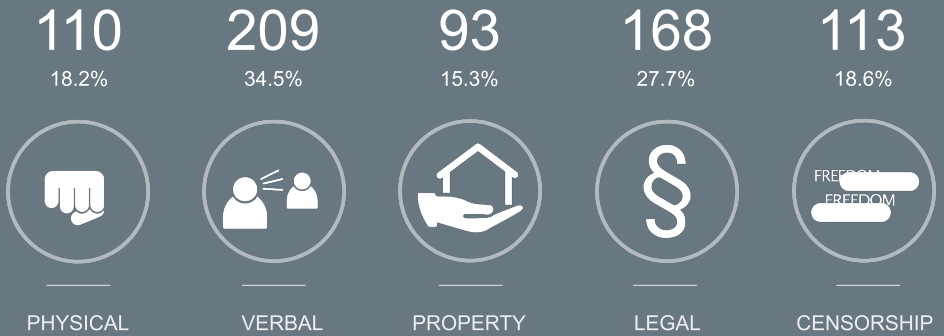 110 209 93 168 113
18.2% 34.5% 15.3% 27.7% 18.6%
§
FREEDOM
FREEDOM
PHYSICAL VERBAL PROPERTY LEGAL CENSORSHIP